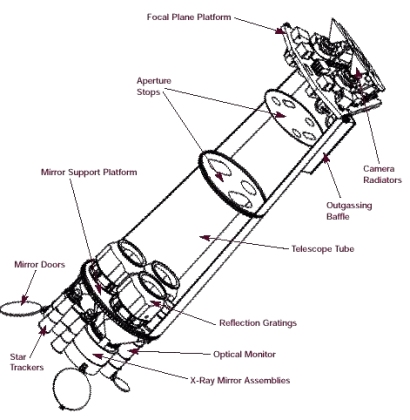 Focal Plane Platform
Aperture
Stops
Mirror Support Platform
Camera
Radiators
Outgassing
Baffle
Telescope Tube
Mirror Doors
Reflection Gratings
Star
Trackers
Optical Monitor
X-Ray Mirror Assemblies